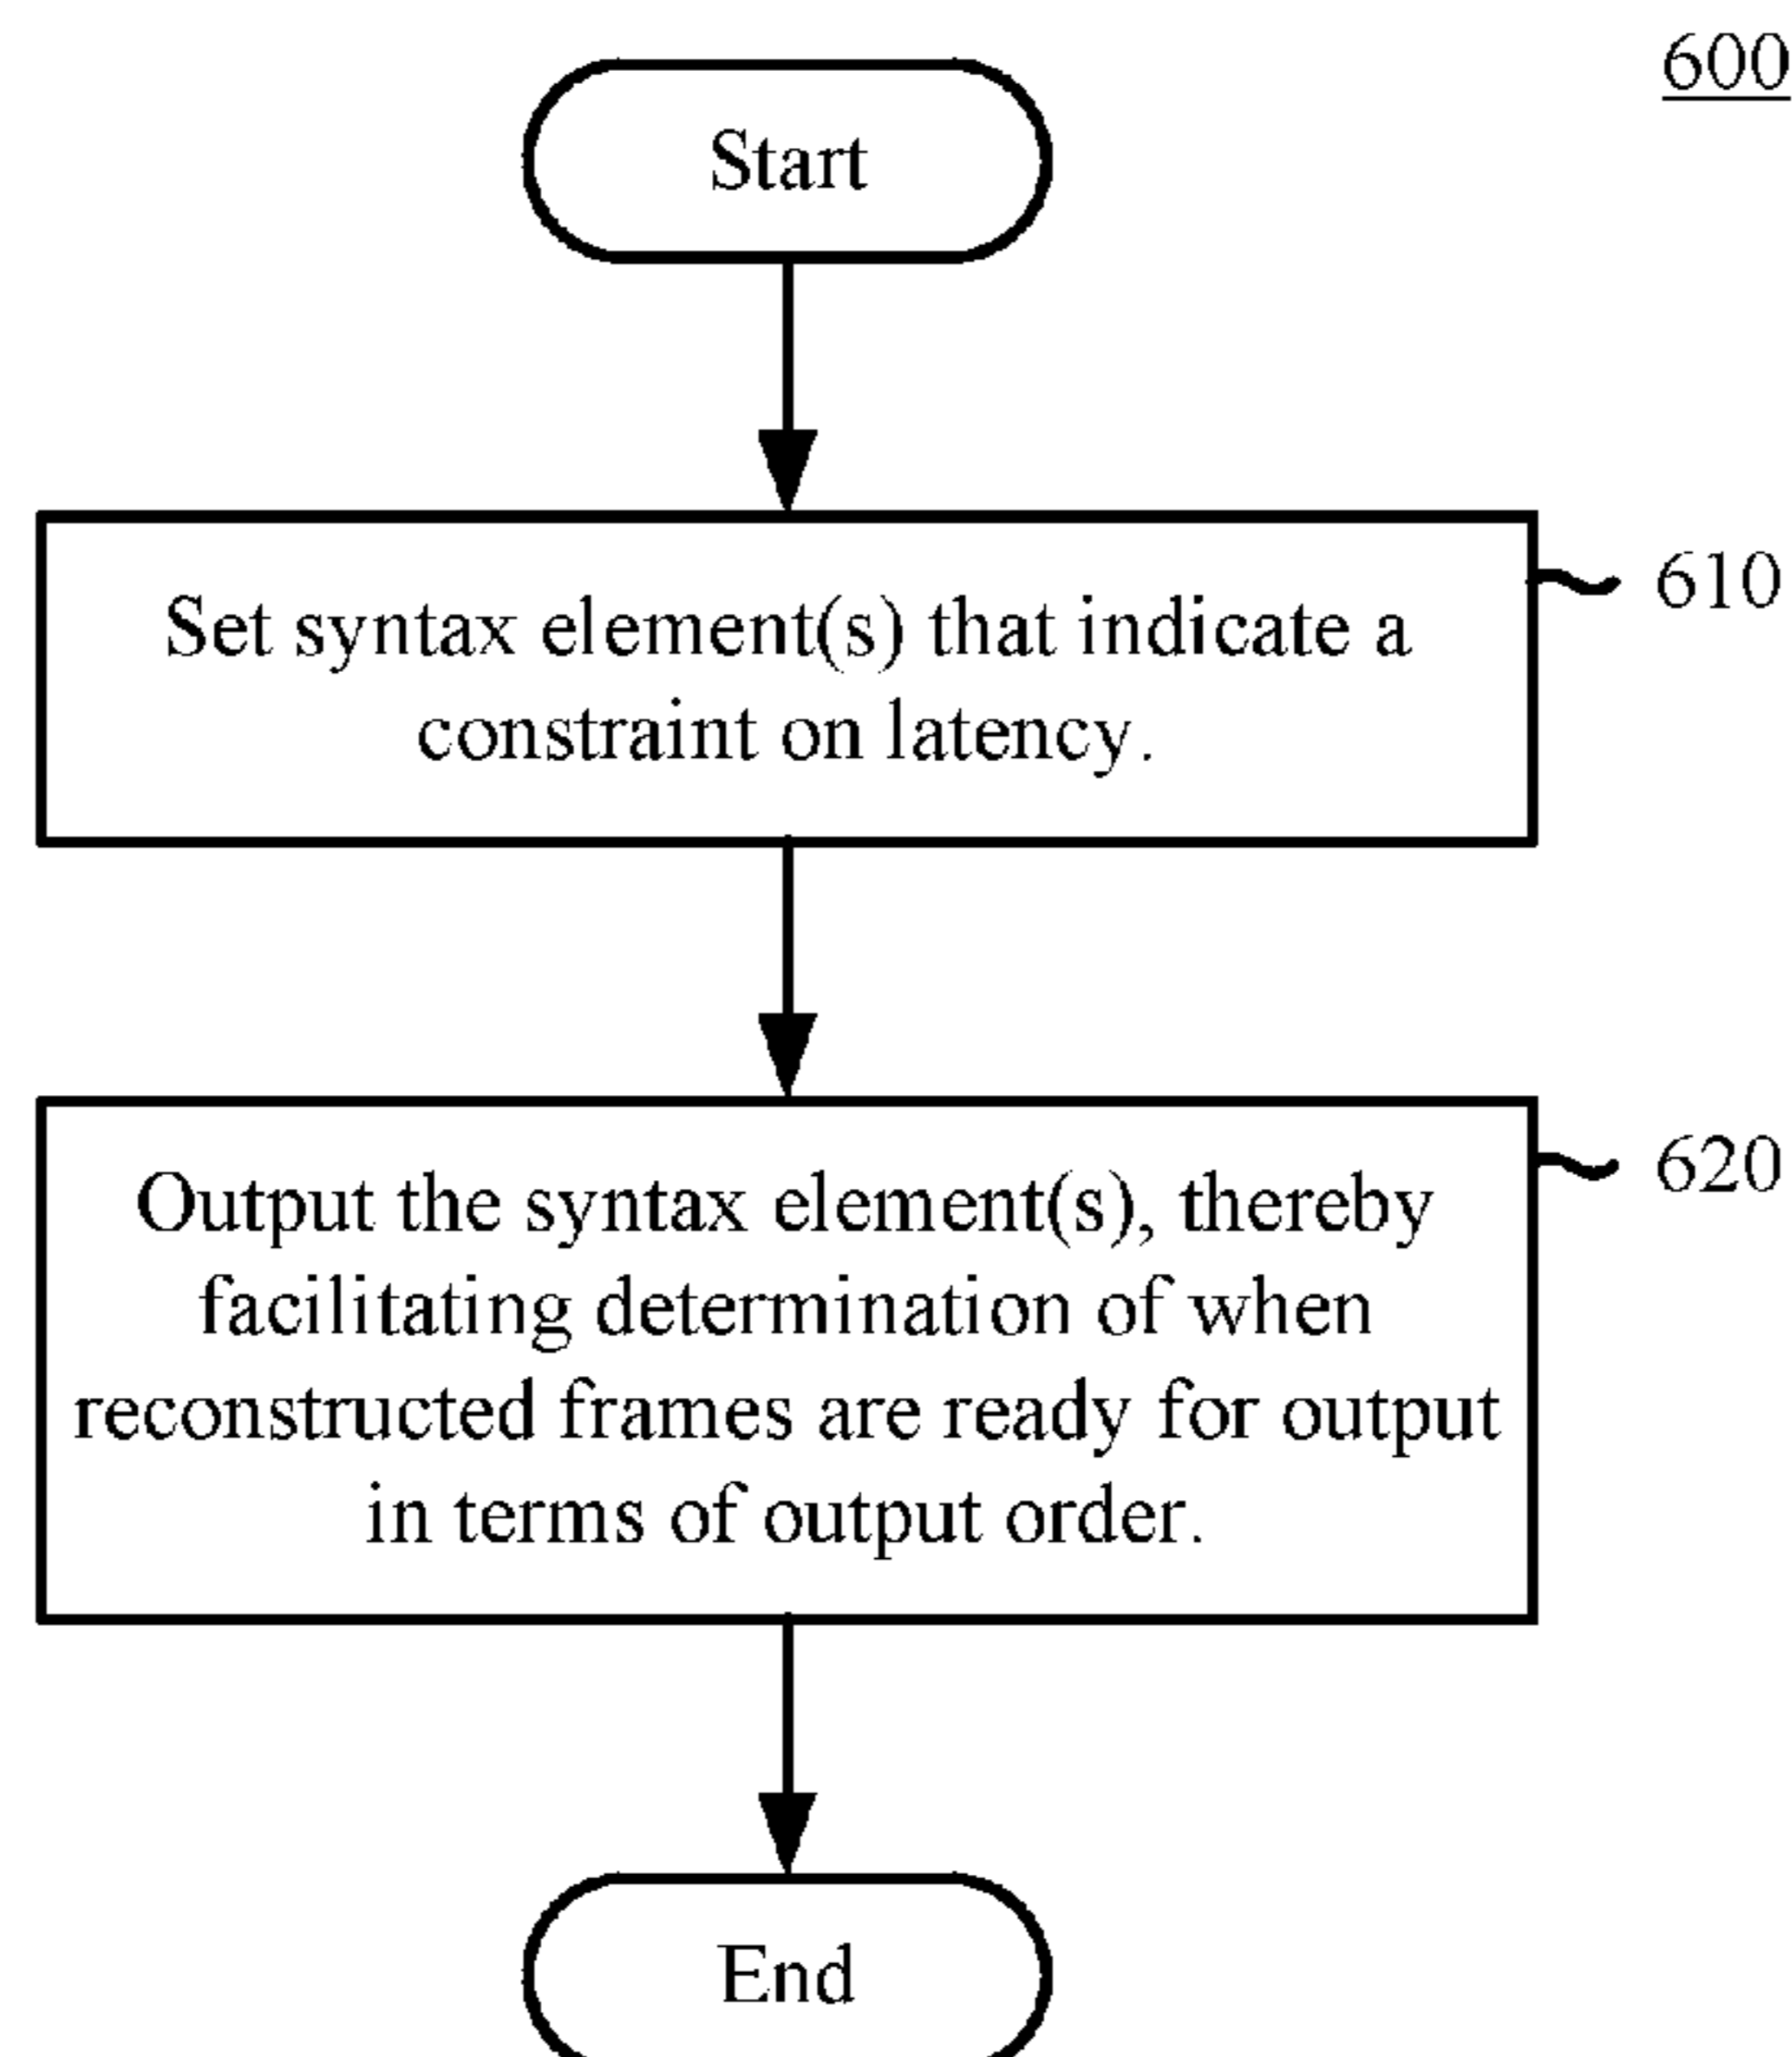 600
Start
Set syntax element(s) that indicate a
constraint on latency.
610
Output the syntax element(s), thereby
facilitating determination of when
reconstructed frames are ready for output
in terms of output order.
620
End